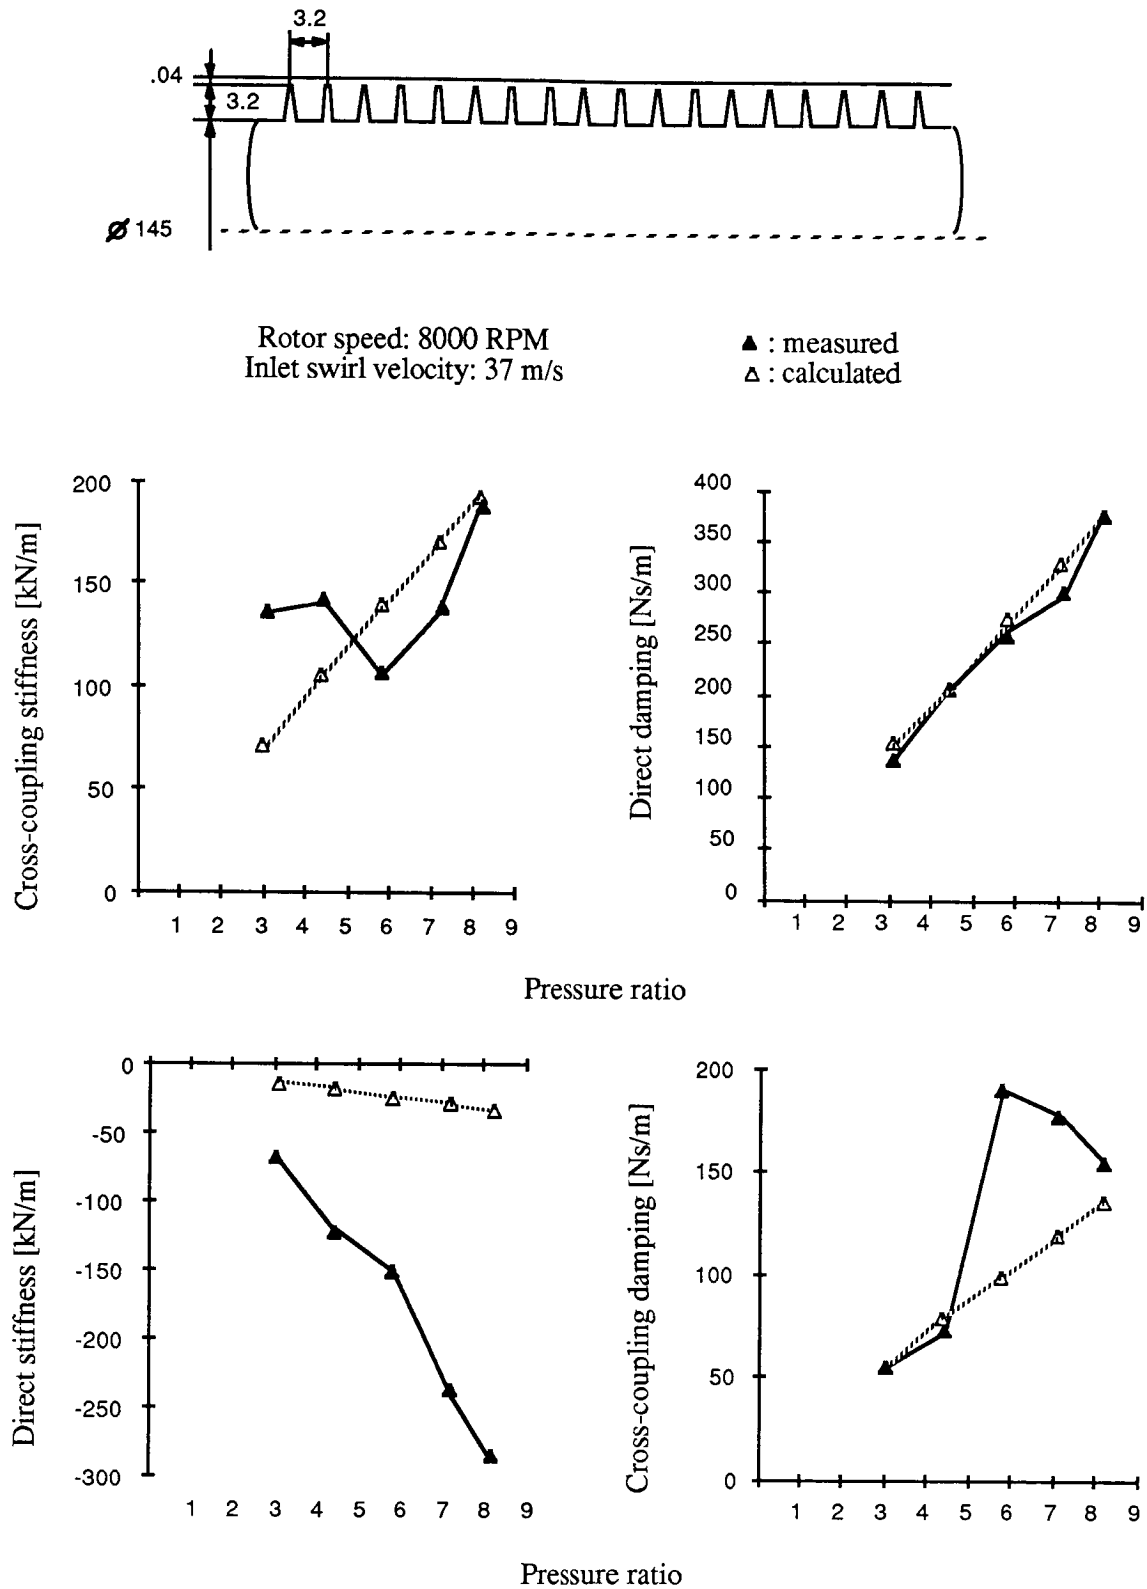 3.2
.04
3.2
Ø 145
Rotor speed: 8000 RPM
Inlet swirl velocity: 37 m/s
▲ : measured
△ : calculated
Cross-coupling stiffness [kN/m]
200
150
100
50
0
1 2 3 4 5 6 7 8 9
Direct damping [Ns/m]
400
350
300
250
200
150
100
50
0
1 2 3 4 5 6 7 8 9
Pressure ratio
Direct stiffness [kN/m]
0
-50
-100
-150
-200
-250
-300
1 2 3 4 5 6 7 8 9
Cross-coupling damping [Ns/m]
200
150
100
50
0
1 2 3 4 5 6 7 8 9
Pressure ratio